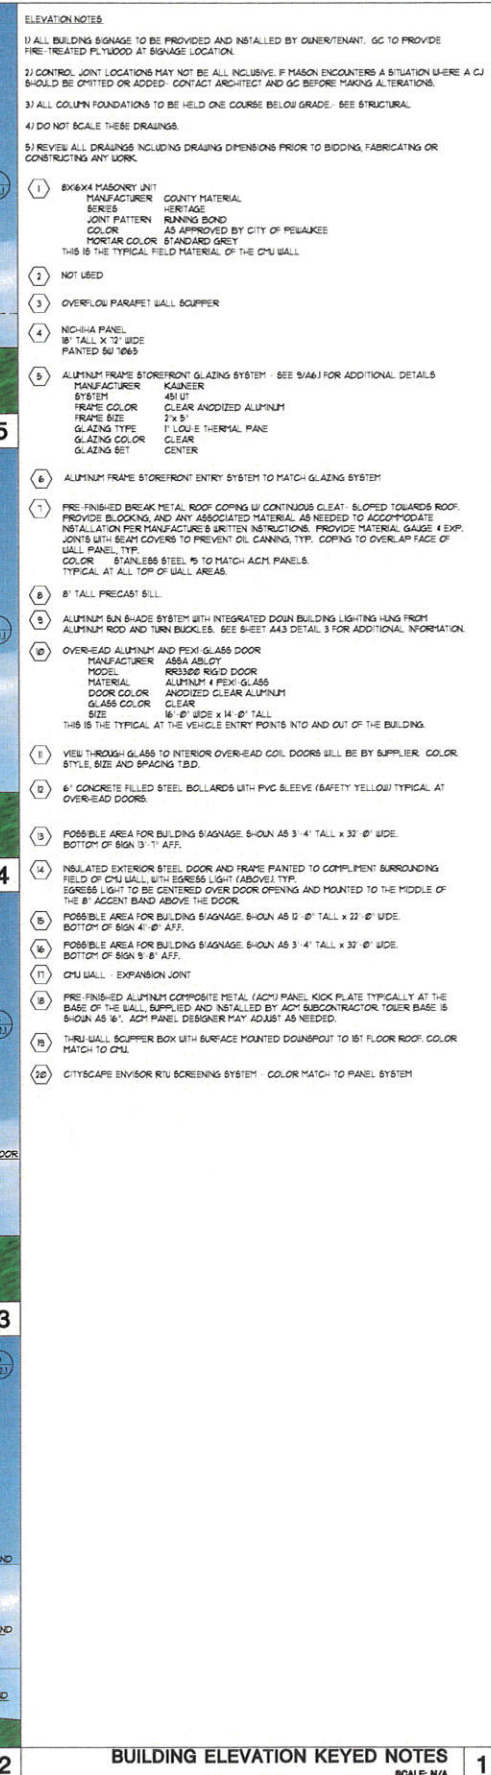 ELEVATION NOTES
1) ALL BUILDING SIGNAGE TO BE PROVIDED AND INSTALLED BY OWNER/TENANT. GC TO PROVIDE
FIRE-TREATED PLYWOOD AT SIGNAGE LOCATION.
2) CONTROL JOINT LOCATIONS MAY NOT BE ALL INCLUSIVE. IF MASON ENCOUNTERS A SITUATION WHERE A CJ
SHOULD BE OMITTED OR ADDED - CONTACT ARCHITECT AND GC BEFORE MAKING ALTERATIONS.
3) ALL COLUMN FOUNDATIONS TO BE HELD ONE COURSE BELOW GRADE - SEE STRUCTURAL
4) DO NOT SCALE THESE DRAWINGS.
5) REVIEW ALL DRAWINGS INCLUDING DRAWING DIMENSIONS PRIOR TO BIDDING, FABRICATING OR
CONSTRUCTING ANY WORK.
1 8X16X4 MASONRY UNIT
MANUFACTURER COUNTY MATERIAL
SERIES HERITAGE
JOINT PATTERN RUNNING BOND
COLOR AS APPROVED BY CITY OF PEWAUKEE
MORTAR COLOR STANDARD GREY
THIS IS THE TYPICAL FIELD MATERIAL OF THE CMU WALL
2 NOT USED
3 OVERFLOW PARAPET WALL SCUPPER
4 NICHIHA PANEL
18" TALL X 72" WIDE
PAINTED SW 7065
5 ALUMINUM FRAME STOREFRONT GLAZING SYSTEM - SEE 9/A6.1 FOR ADDITIONAL DETAILS
MANUFACTURER KAWNEER
SYSTEM 451 UT
FRAME COLOR CLEAR ANODIZED ALUMINUM
FRAME SIZE 2"x 5"
GLAZING TYPE 1" LOW-E THERMAL PANE
GLAZING COLOR CLEAR
GLAZING SET CENTER
6 ALUMINUM FRAME STOREFRONT ENTRY SYSTEM TO MATCH GLAZING SYSTEM
7 PRE-FINISHED BREAK METAL ROOF COPING W/ CONTINUOUS CLEAT - SLOPED TOWARDS ROOF.
PROVIDE BLOCKING, AND ANY ASSOCIATED MATERIAL AS NEEDED TO ACCOMMODATE
INSTALLATION PER MANUFACTURE'S WRITTEN INSTRUCTIONS. PROVIDE MATERIAL GAUGE & EXP.
JOINTS WITH SEAM COVERS TO PREVENT OIL CANNING, TYP. COPING TO OVERLAP FACE OF
WALL PANEL, TYP.
COLOR STANLESS STEEL #5 TO MATCH ACM PANELS.
TYPICAL AT ALL TOP OF WALL AREAS.
8 8" TALL PRECAST SILL
9 ALUMINUM SUN SHADE SYSTEM WITH INTEGRATED DOWN BUILDING LIGHTING HUNG FROM
ALUMINUM ROD AND TURN BUCKLES. SEE SHEET A4.3 DETAIL 3 FOR ADDITIONAL INFORMATION.
10 OVERHEAD ALUMINUM AND PEXI-GLASS DOOR
MANUFACTURER ASSA ABLOY
MODEL RR3300 RIGID DOOR
MATERIAL ALUMINUM & PEXI-GLASS
DOOR COLOR ANODIZED CLEAR ALUMINUM
GLASS COLOR CLEAR
SIZE 16'-0" WIDE x 14'-0" TALL
THIS IS THE TYPICAL AT THE VEHICLE ENTRY POINTS INTO AND OUT OF THE BUILDING.
11 VIEW THROUGH GLASS TO INTERIOR OVERHEAD COIL DOORS WILL BE BY SUPPLIER. COLOR
STYLE, SIZE AND SPACING T.B.D.
12 6" CONCRETE FILLED STEEL BOLLARDS WITH PVC SLEEVE (SAFETY YELLOW) TYPICAL AT
OVERHEAD DOORS.
13 POSSIBLE AREA FOR BUILDING SIAGNAGE. SHOWN AS 3'-4" TALL x 32'-0" WIDE.
BOTTOM OF SIGN 13'-7" A.F.F.
14 INSULATED EXTERIOR STEEL DOOR AND FRAME PAINTED TO COMPLIMENT SURROUNDING
FIELD OF CMU WALL, WITH EGRESS LIGHT (ABOVE). TYP.
EGRESS LIGHT TO BE CENTERED OVER DOOR OPENING AND MOUNTED TO THE MIDDLE OF
THE 8" ACCENT BAND ABOVE THE DOOR
15 POSSIBLE AREA FOR BUILDING SIAGNAGE. SHOWN AS 12'-0" TALL x 22'-0" WIDE.
BOTTOM OF SIGN 41'-0" A.F.F.
16 POSSIBLE AREA FOR BUILDING SIAGNAGE. SHOWN AS 3'-4" TALL x 32'-0" WIDE.
BOTTOM OF SIGN 9'-8" A.F.F.
17 CMU WALL - EXPANSION JOINT
18 PRE-FINISHED ALUMINUM COMPOSITE METAL (ACM) PANEL KICK PLATE TYPICALLY AT THE
BASE OF THE WALL, SUPPLIED AND INSTALLED BY ACM SUBCONTRACTOR. TOWER BASE IS
SHOWN AS 16". ACM PANEL DESIGNER MAY ADJUST AS NEEDED.
19 THRU-WALL SCUPPER BOX WITH SURFACE MOUNTED DOWNSPOUT TO 1ST FLOOR ROOF. COLOR
MATCH TO CMU.
20 CITYSCAPE ENVISOR RTU SCREENING SYSTEM - COLOR MATCH TO PANEL SYSTEM
5
4
3
2
BUILDING ELEVATION KEYED NOTES 1
SCALE: N/A